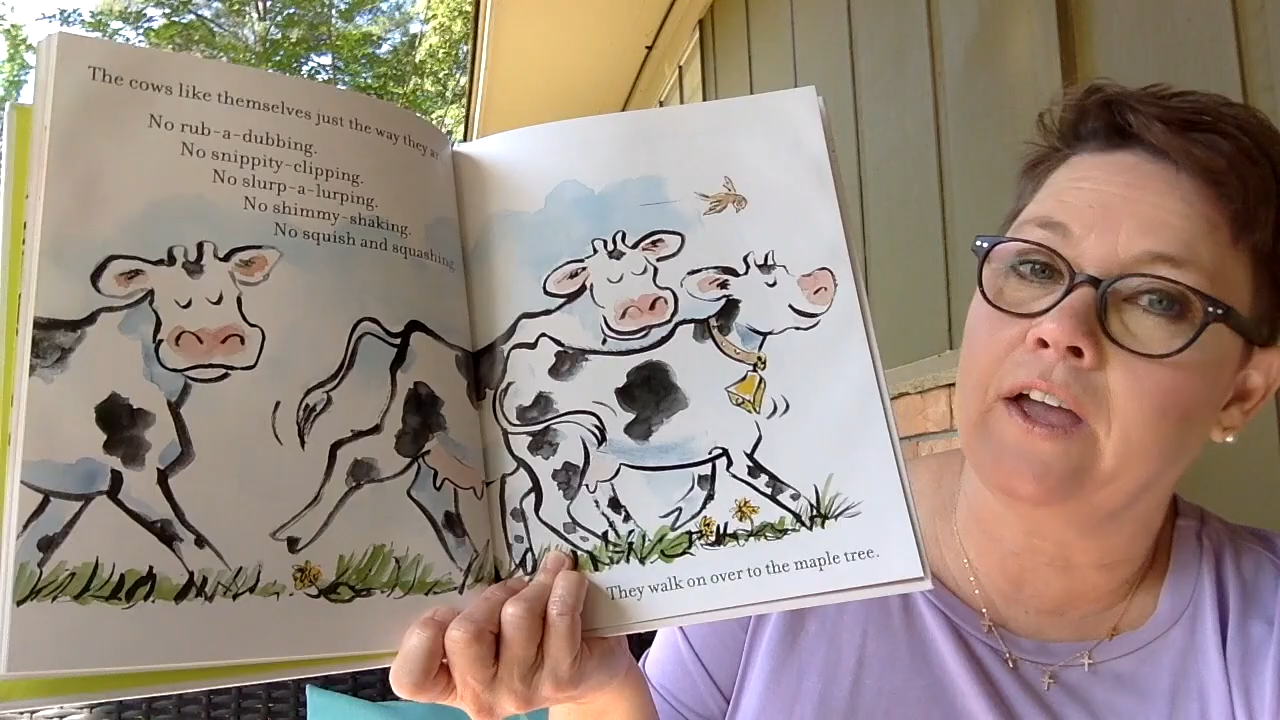 The cows like themselves just the way they
No rub-a-dubbing.
No snippity-clipping.
No slurp-a-lurping.
No shimmy-shaking.
No squish and squashing.
They walk on over to the maple tree.